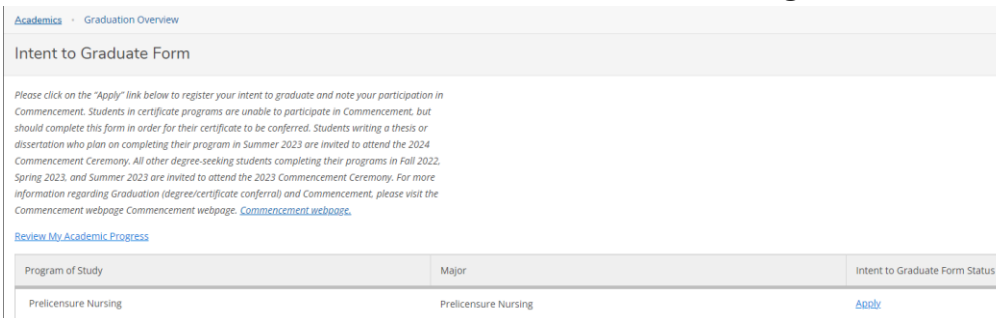 Academics · Graduation Overview
Intent to Graduate Form
Please click on the "Apply" link below to register your intent to graduate and note your participation in
Commencement. Students in certificate programs are unable to participate in Commencement, but
should complete this form in order for their certificate to be conferred. Students writing a thesis or
dissertation who plan on completing their program in Summer 2023 are invited to attend the 2024
Commencement Ceremony. All other degree-seeking students completing their programs in Fall 2022,
Spring 2023, and Summer 2023 are invited to attend the 2023 Commencement Ceremony. For more
information regarding Graduation (degree/certificate conferral) and Commencement, please visit the
Commencement webpage Commencement webpage. Commencement webpage.
Review My Academic Progress
Program of Study Major Intent to Graduate Form Status
Prelicensure Nursing Prelicensure Nursing Apply